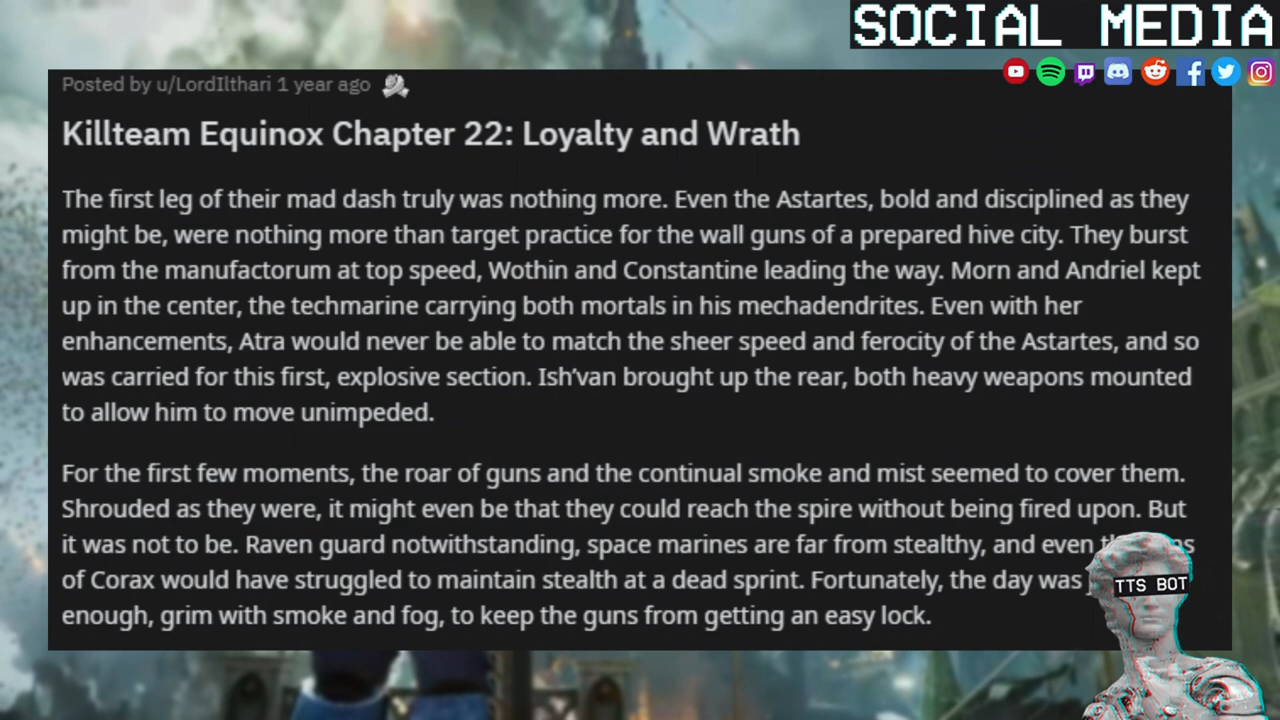 SOCIAL MEDIA
Posted by u/LordIlthari 1 year ago
Killteam Equinox Chapter 22: Loyalty and Wrath
The first leg of their mad dash truly was nothing more. Even the Astartes, bold and disciplined as they
might be, were nothing more than target practice for the wall guns of a prepared hive city. They burst
from the manufactorum at top speed, Wothin and Constantine leading the way. Morn and Andriel kept
up in the center, the techmarine carrying both mortals in his mechadendrites. Even with her
enhancements, Atra would never be able to match the sheer speed and ferocity of the Astartes, and so
was carried for this first, explosive section. Ish’van brought up the rear, both heavy weapons mounted
to allow him to move unimpeded.
For the first few moments, the roar of guns and the continual smoke and mist seemed to cover them.
Shrouded as they were, it might even be that they could reach the spire without being fired upon. But
it was not to be. Raven guard notwithstanding, space marines are far from stealthy, and even
of Corax would have struggled to maintain stealth at a dead sprint. Fortunately, the day was
enough, grim with smoke and fog, to keep the guns from getting an easy lock.
TTS BOT